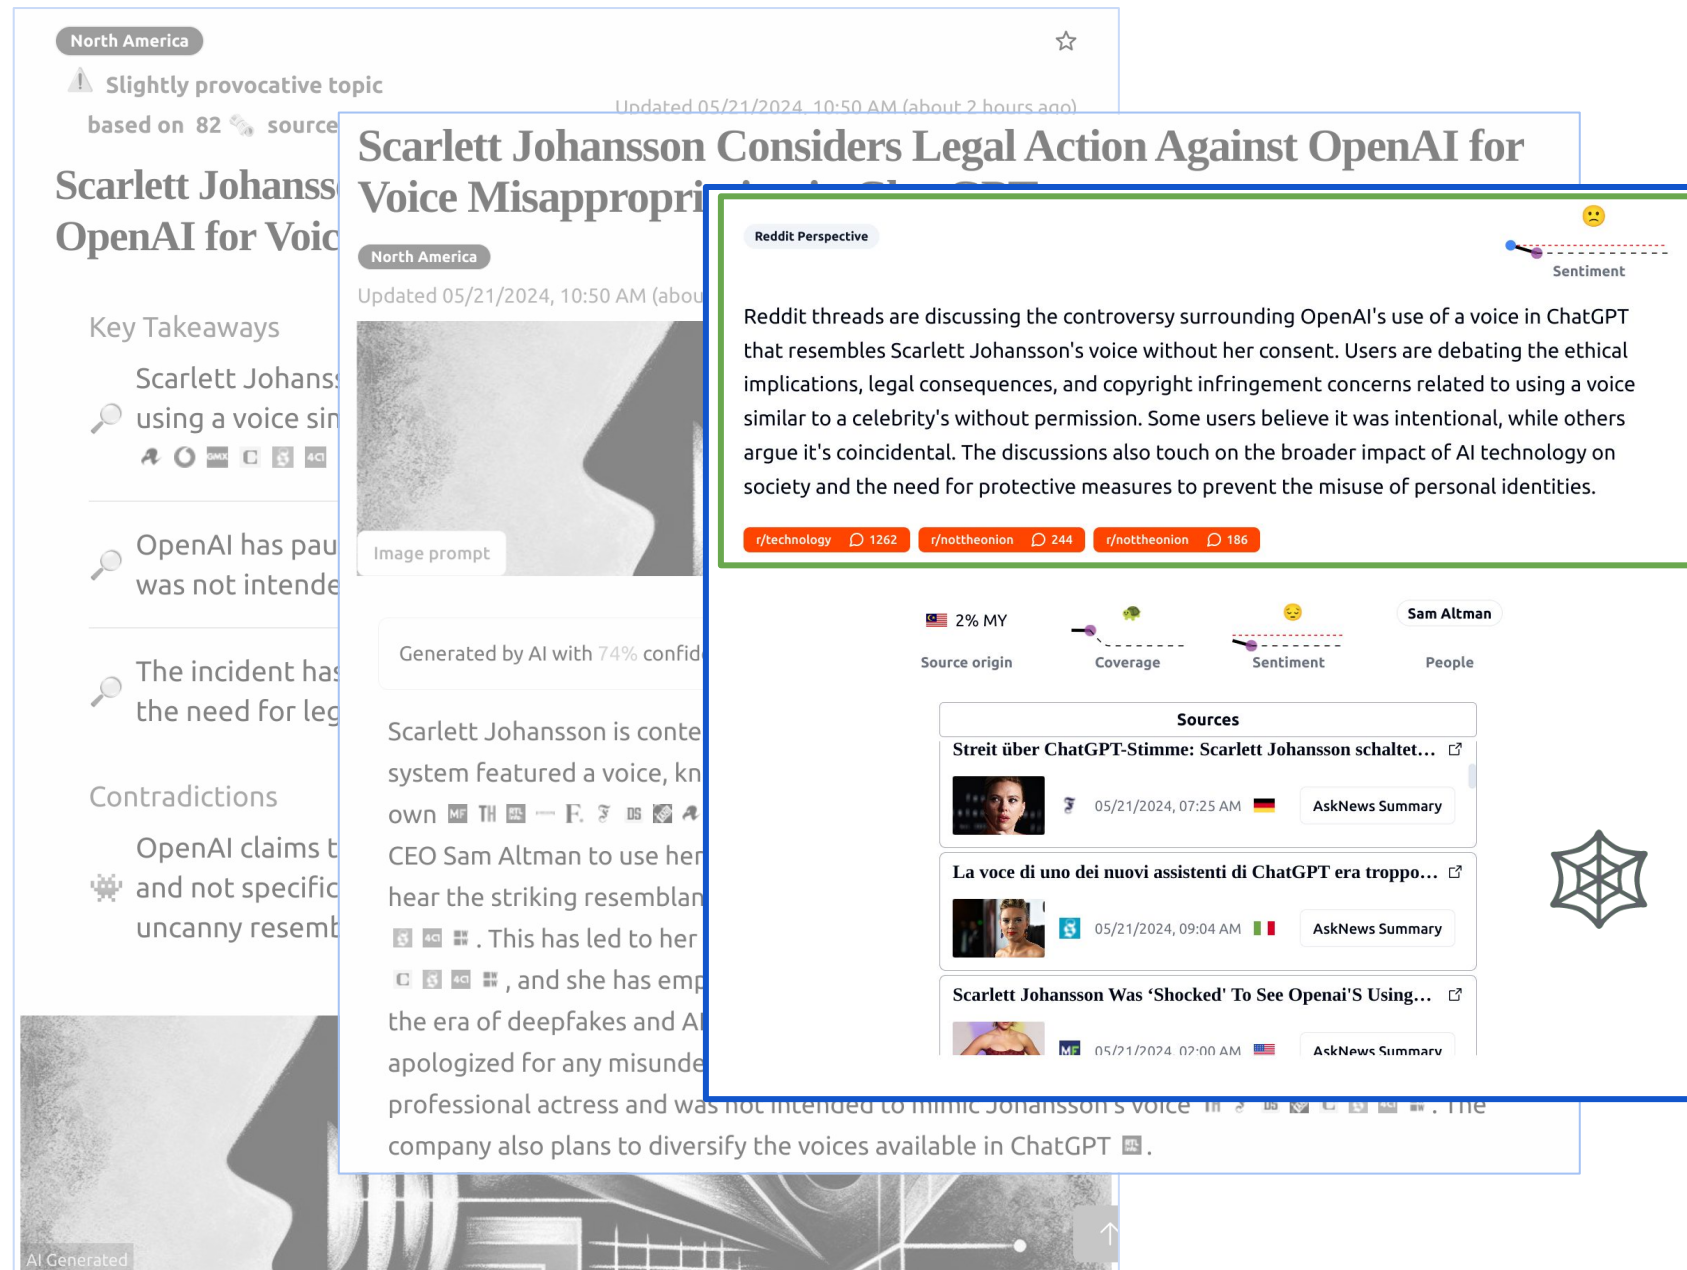 North America
Slightly provocative topic
Updated 05/21/2024, 10:50 AM (about 2 hours ago)
based on 82 source
Scarlett Johanss
OpenAI for Voic
Key Takeaways
Scarlett Johanss
using a voice sin
OpenAI has pau
was not intende
The incident has
the need for leg
Contradictions
OpenAI claims t
and not specific
uncanny resemb
AI Generated
Scarlett Johansson Considers Legal Action Against OpenAI for
Voice Misappropri
North America
Updated 05/21/2024, 10:50 AM (abou
Image prompt
Generated by AI with 74% confid
Scarlett Johansson is conte
system featured a voice, kn
own
CEO Sam Altman to use her
hear the striking resemblan
. This has led to her
, and she has emp
the era of deepfakes and AI
apologized for any misunde
professional actress and was not intended to mimic Johansson's voice . The
company also plans to diversify the voices available in ChatGPT .
Reddit Perspective
Sentiment
Reddit threads are discussing the controversy surrounding OpenAI's use of a voice in ChatGPT
that resembles Scarlett Johansson's voice without her consent. Users are debating the ethical
implications, legal consequences, and copyright infringement concerns related to using a voice
similar to a celebrity's without permission. Some users believe it was intentional, while others
argue it's coincidental. The discussions also touch on the broader impact of AI technology on
society and the need for protective measures to prevent the misuse of personal identities.
r/technology 1262 r/nottheonion 244 r/nottheonion 186
2% MY Sam Altman
Source origin Coverage Sentiment People
Sources
Streit über ChatGPT-Stimme: Scarlett Johansson schaltet…
05/21/2024, 07:25 AM AskNews Summary
La voce di uno dei nuovi assistenti di ChatGPT era troppo…
05/21/2024, 09:04 AM AskNews Summary
Scarlett Johansson Was ‘Shocked' To See Openai'S Using…
05/21/2024, 02:00 AM AskNews Summary